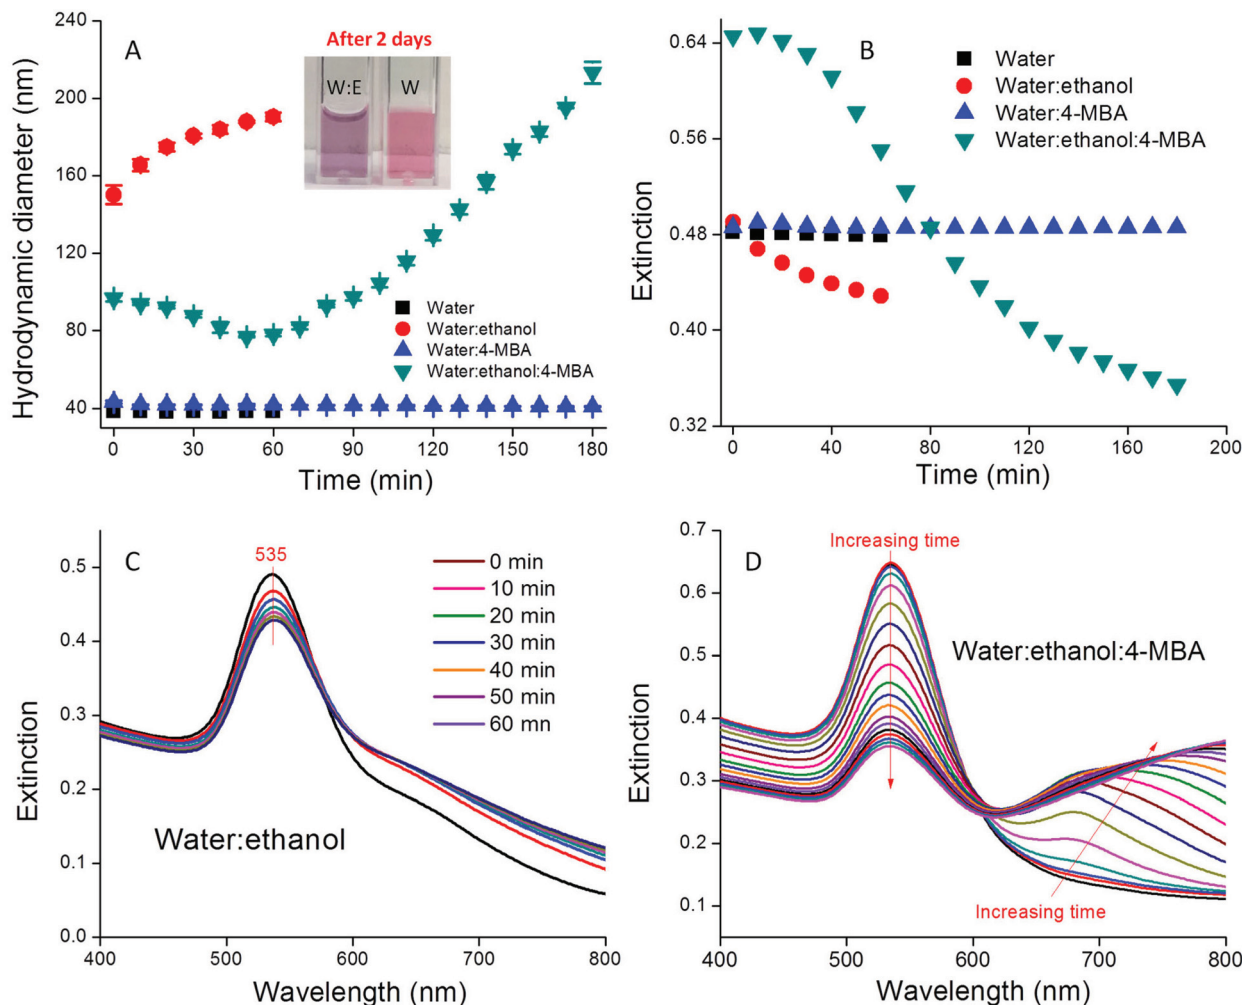 A
After 2 days
W:E
W
Hyrodynamic diameter (nm)
240
200
160
120
80
40
0
30
60
90
120
150
180
Time (min)
Water
Water:ethanol
Water:4-MBA
Water:ethanol:4-MBA
B
Extinction
0.64
0.56
0.48
0.40
0.32
0
40
80
120
160
200
Time (min)
Water
Water:ethanol
Water:4-MBA
Water:ethanol:4-MBA
C
535
Extinction
0.5
0.4
0.3
0.2
0.1
0.0
0 min
10 min
20 min
30 min
40 min
50 min
60 mn
Water:ethanol
400
500
600
700
800
Wavelength (nm)
D
Increasing time
Water:ethanol:4-MBA
Increasing time
Extinction
0.7
0.6
0.5
0.4
0.3
0.2
0.1
400
500
600
700
800
Wavelength (nm)